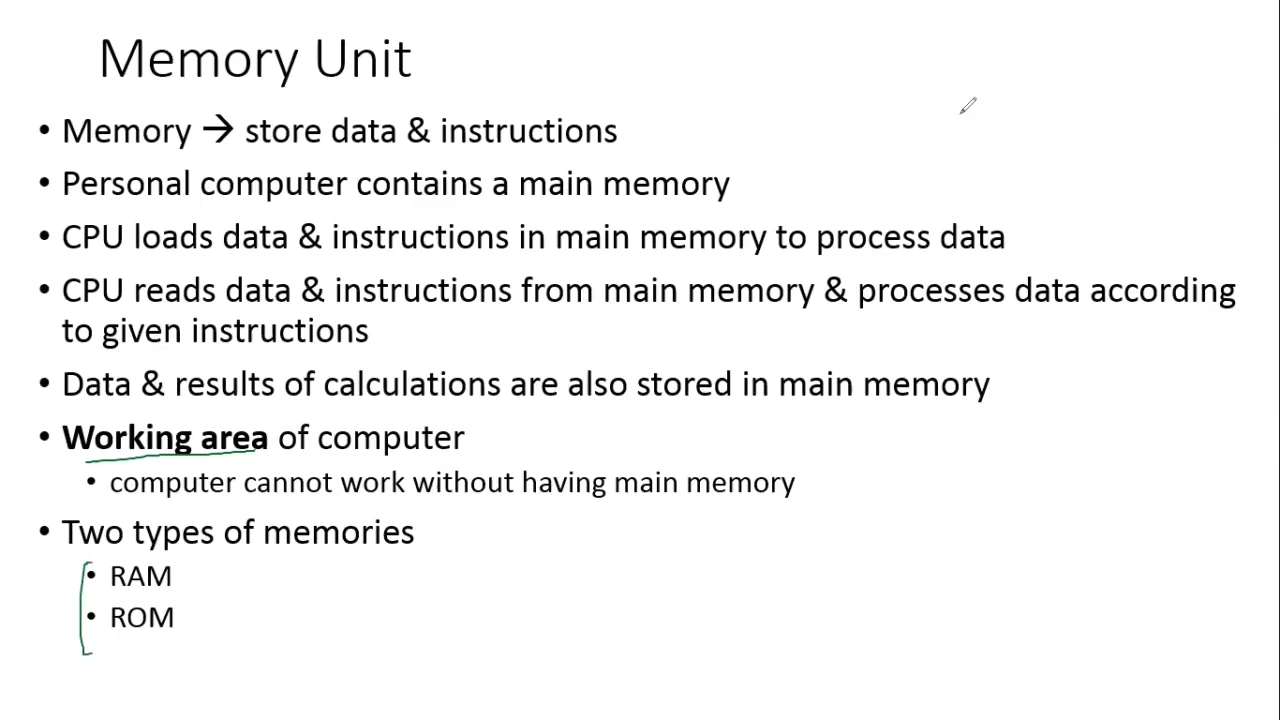 Memory Unit
• Memory → store data & instructions
• Personal computer contains a main memory
• CPU loads data & instructions in main memory to process data
• CPU reads data & instructions from main memory & processes data according
to given instructions
• Data & results of calculations are also stored in main memory
• Working area of computer
• computer cannot work without having main memory
• Two types of memories
• RAM
• ROM